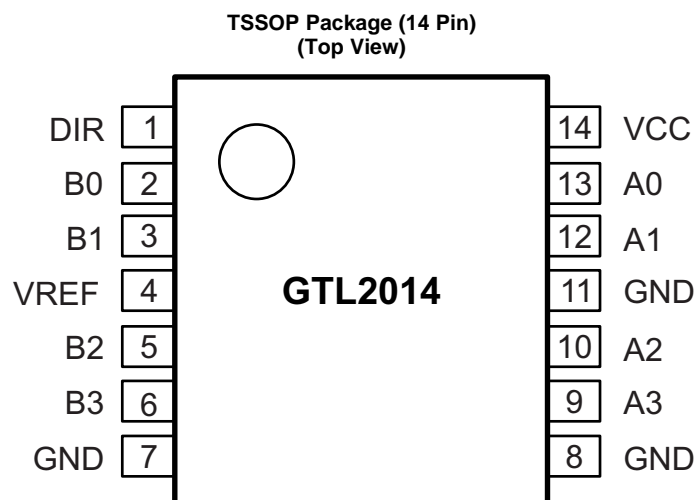 TSSOP Package (14 Pin)
(Top View)
DIR 1 14 VCC
B0 2 13 A0
B1 3 12 A1
VREF 4 GTL2014 11 GND
B2 5 10 A2
B3 6 9 A3
GND 7 8 GND